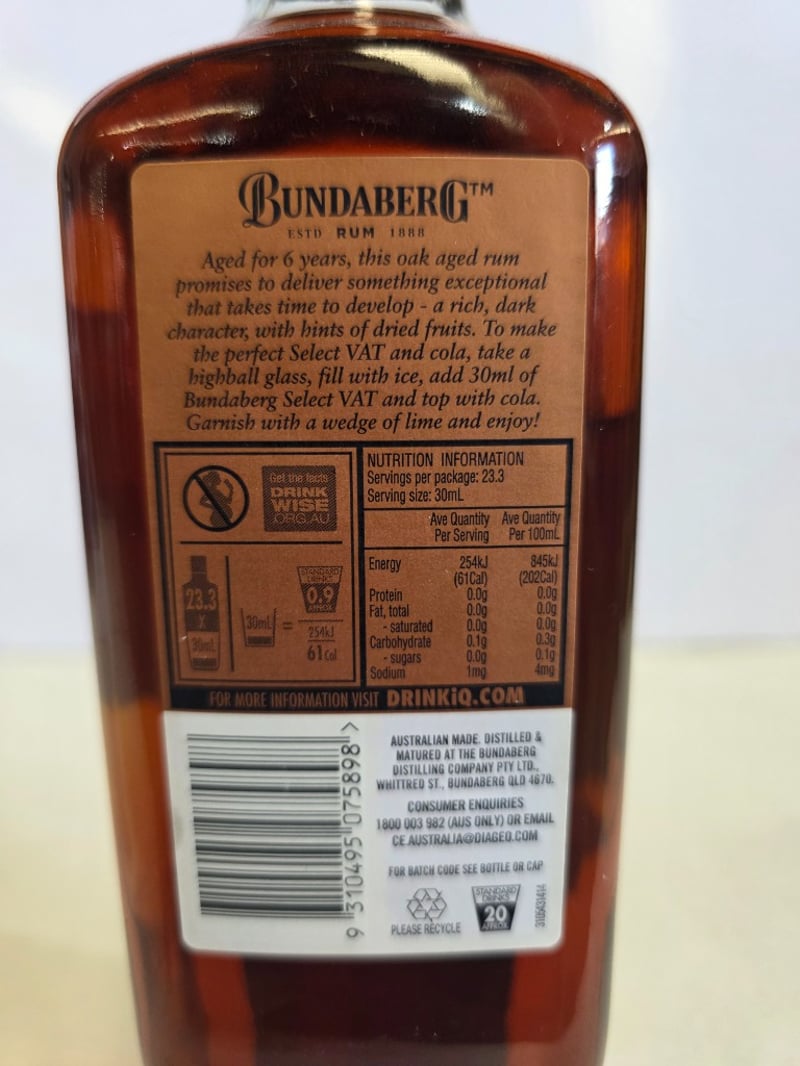 BUNDABERG™
ESTD RUM 1888
Aged for 6 years, this oak aged rum
promises to deliver something exceptional
that takes time to develop - a rich, dark
character, with hints of dried fruits. To make
the perfect Select VAT and cola, take a
highball glass, fill with ice, add 30ml of
Bundaberg Select VAT and top with cola.
Garnish with a wedge of lime and enjoy!
Get the facts
DRINK
WISE
.ORG.AU
23.3
X
30mL
30mL
=
STANDARD
DRINKS
0.9
APPROX
254kJ
61Cal
NUTRITION INFORMATION
Servings per package: 23.3
Serving size: 30mL
Ave Quantity Ave Quantity
Per Serving Per 100mL
Energy 254kJ 845kJ
(61Cal) (202Cal)
Protein 0.0g 0.0g
Fat, total 0.0g 0.0g
- saturated 0.0g 0.0g
Carbohydrate 0.1g 0.3g
- sugars 0.0g 0.1g
Sodium 1mg 4mg
FOR MORE INFORMATION VISIT DRINKiQ.COM
9 310495 075898 >
AUSTRALIAN MADE. DISTILLED &
MATURED AT THE BUNDABERG
DISTILLING COMPANY PTY LTD.,
WHITTRED ST., BUNDABERG QLD 4670.
CONSUMER ENQUIRIES
1800 003 982 (AUS ONLY) OR EMAIL
CE.AUSTRALIA@DIAGEO.COM
FOR BATCH CODE SEE BOTTLE OR CAP
PLEASE RECYCLE
STANDARD
DRINKS
20
APPROX